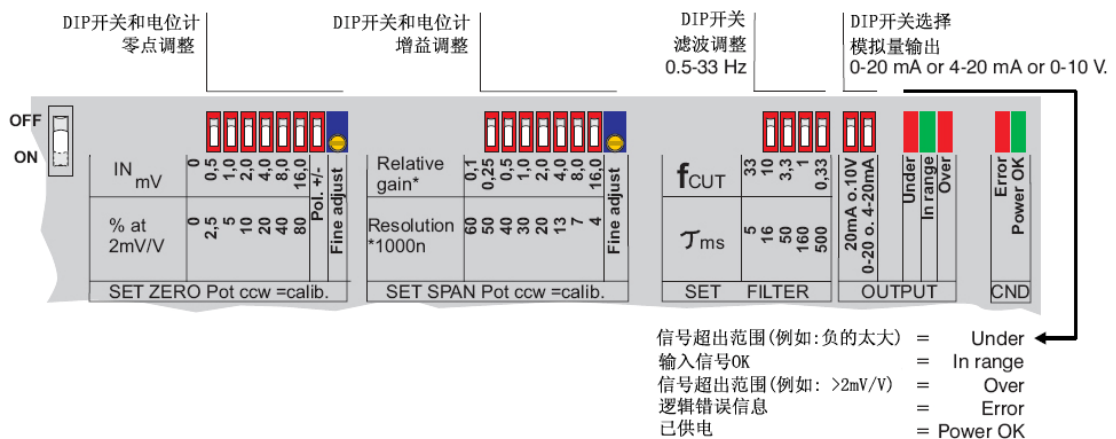 DIP开关和电位计
零点调整
DIP开关和电位计
增益调整
DIP开关
滤波调整
0.5-33 Hz
DIP开关选择
模拟量输出
0-20 mA or 4-20 mA or 0-10 V.
OFF
ON
IN mV
0
0,5
1,0
2,0
4,0
8,0
16,0
Pol. +/-
Fine adjust
% at
2mV/V
0
2,5
5
10
20
40
80
SET ZERO Pot ccw =calib.
Relative
gain*
0,1
0,25
0,5
1,0
2,0
4,0
8,0
16,0
Fine adjust
Resolution
*1000n
60
50
40
30
20
13
7
4
SET SPAN Pot ccw =calib.
fCUT
33
10
3,3
1
0,33
τms
5
16
50
160
500
SET FILTER
20mA o.10V
0-20 o. 4-20mA
Under
In range
Over
OUTPUT
Error
Power OK
CND
信号超出范围(例如:负的太大) = Under
输入信号OK = In range
信号超出范围(例如: >2mV/V) = Over
逻辑错误信息 = Error
已供电 = Power OK